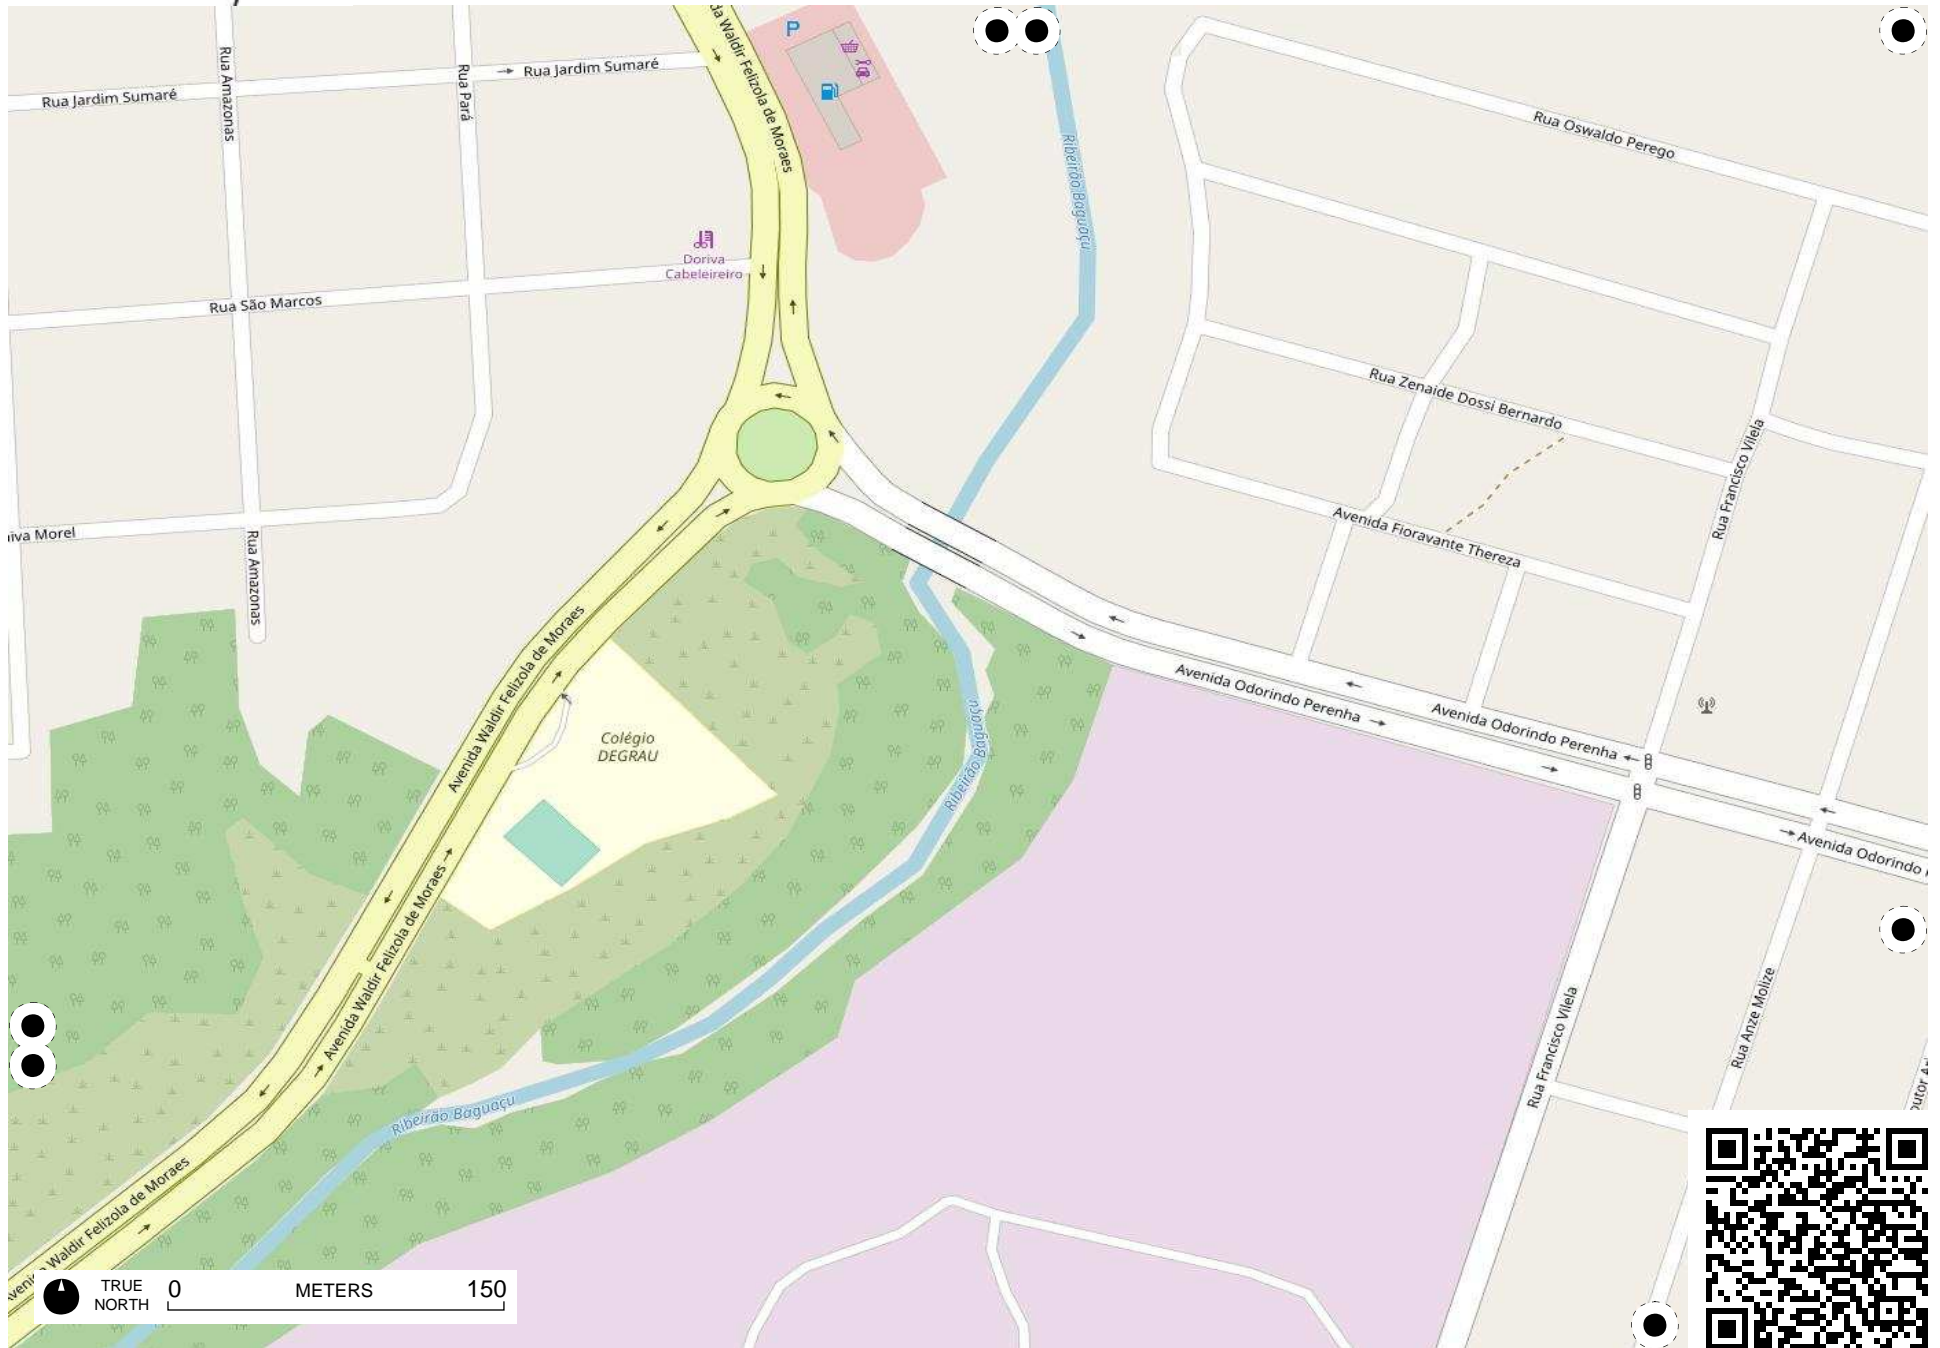 Waldir Felizola de Moraes
P
Rua Jardim Sumaré
Rua Jardim Sumaré
Rua Amazonas
Rua Pará
Ribeirão Baguaçu
Rua Oswaldo Perego
Doriva
Cabeleireiro
Rua São Marcos
Rua Zenaide Dossi Bernardo
Rua Francisco Vilela
Avenida Fioravante Thereza
iva Morel
Rua Amazonas
Avenida Waldir Felizola de Moraes
Colégio
DEGRAU
Ribeirão Baguaçu
Avenida Odorindo Perenha
Avenida Odorindo Perenha
Avenida Odorindo
Avenida Waldir Felizola de Moraes
Rua Francisco Vilela
Rua Anze Molize
Ribeirão Baguaçu
Avenida Waldir Felizola de Moraes
TRUE
NORTH
0 METERS 150